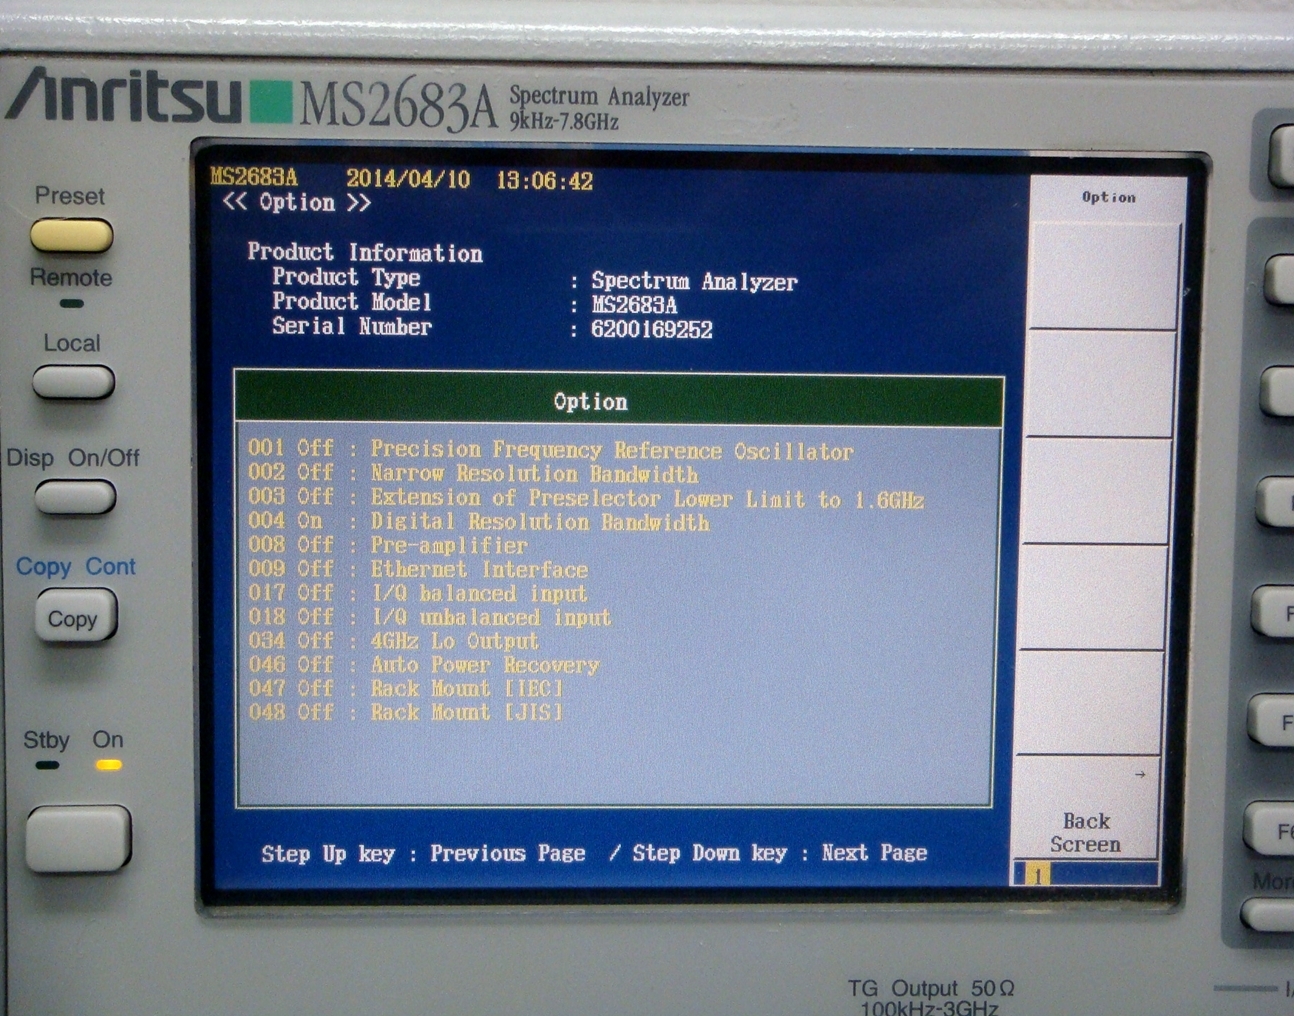 Anritsu MS2683A Spectrum Analyzer
9kHz-7.8GHz
Preset
Remote
Local
Disp On/Off
Copy Cont
Copy
Stby On
MS2683A 2014/04/10 13:06:42
<< Option >>
Product Information
Product Type : Spectrum Analyzer
Product Model : MS2683A
Serial Number : 6200169252
Option
001 Off : Precision Frequency Reference Oscillator
002 Off : Narrow Resolution Bandwidth
003 Off : Extension of Preselector Lower Limit to 1.6GHz
004 On : Digital Resolution Bandwidth
008 Off : Pre-amplifier
009 Off : Ethernet Interface
017 Off : I/Q balanced input
018 Off : I/Q unbalanced input
034 Off : 4GHz Lo Output
046 Off : Auto Power Recovery
047 Off : Rack Mount [IEC]
048 Off : Rack Mount [JIS]
Step Up key : Previous Page / Step Down key : Next Page
Option
→
Back
Screen
1
TG Output 50Ω
100kHz-3GHz